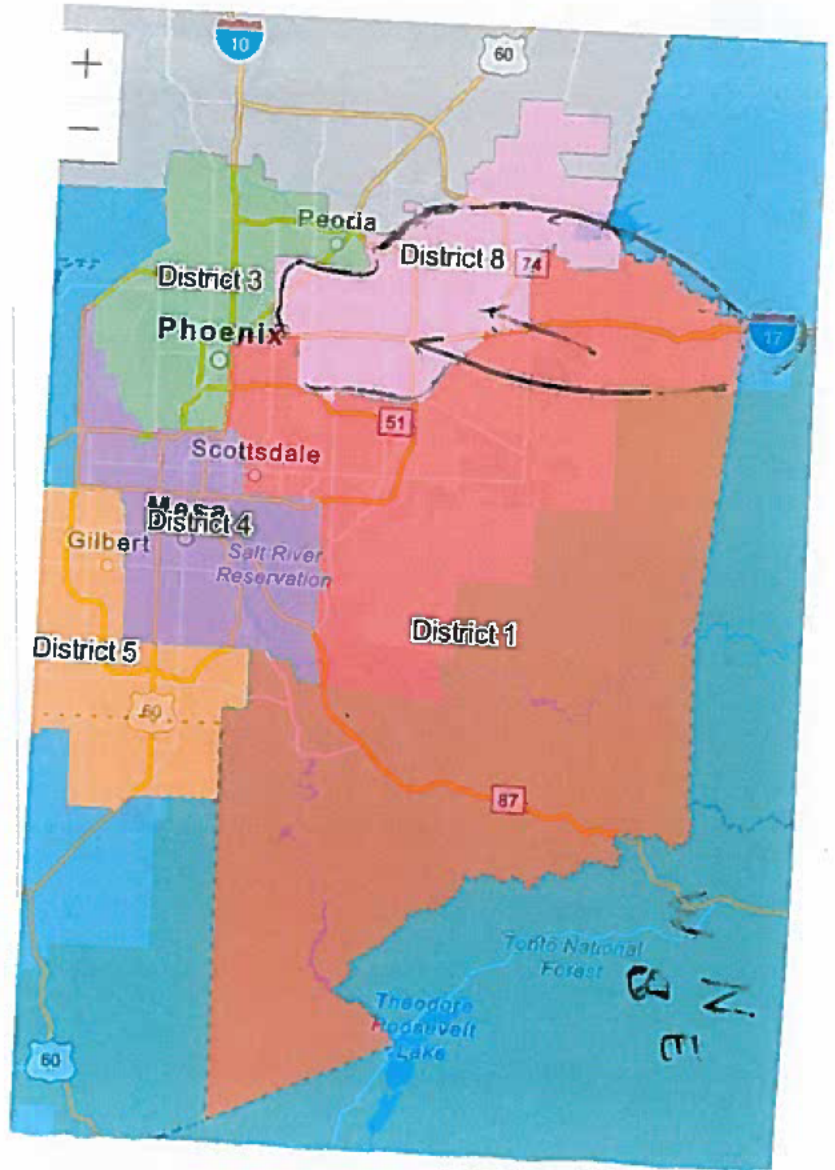 +
10
60
−
Peoria
District 8
74
District 3
17
Phoenix
51
Scottsdale
Mesa
District 4
Gilbert
Salt River
Reservation
District 1
District 5
60
87
Tonto National
Forest
B N
E
Theodore
Roosevelt
Lake
60